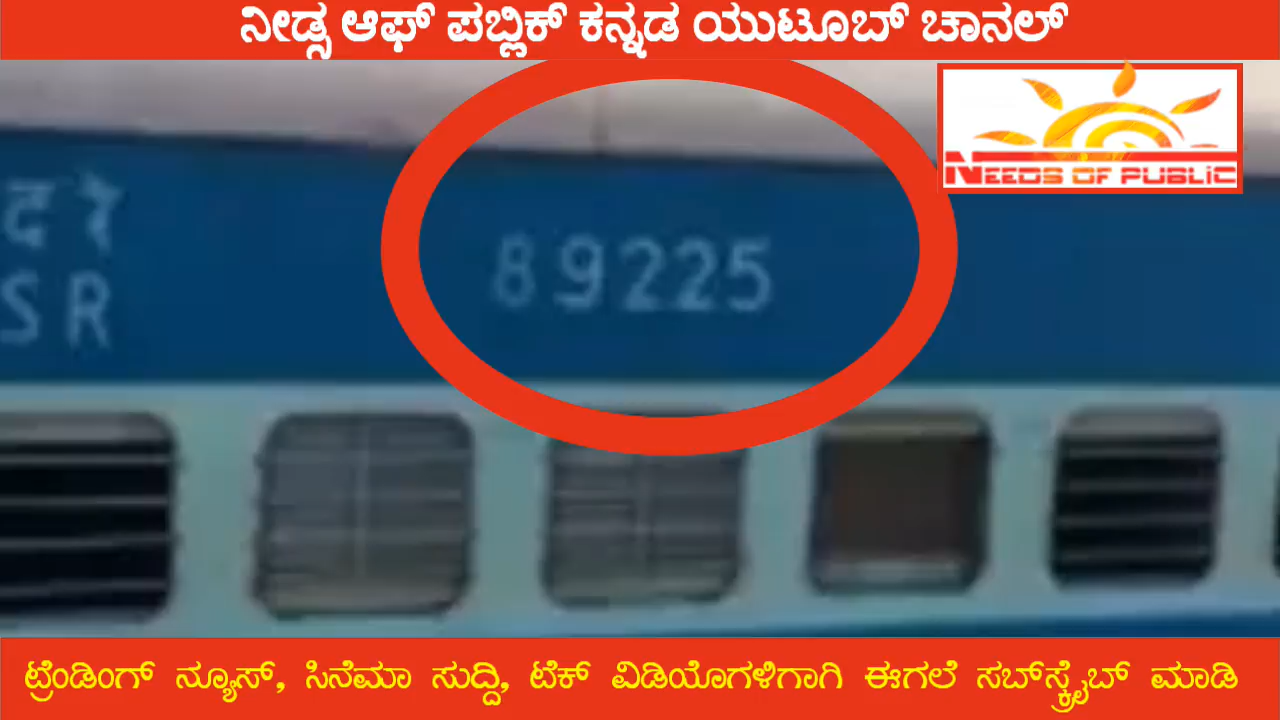 ನೀಡ್ಸ ಆಫ್ ಪಬ್ಲಿಕ್ ಕನ್ನಡ ಯುಟೂಬ್ ಚಾನಲ್
NEEDS OF PUBLIC
द रे
SR
89225
ಟ್ರೆಂಡಿಂಗ್ ನ್ಯೂಸ್, ಸಿನೆಮಾ ಸುದ್ದಿ, ಟೆಕ್ ವಿಡಿಯೊಗಳಿಗಾಗಿ ಈಗಲೆ ಸಬ್‌ಸ್ಕ್ರೈಬ್ ಮಾಡಿ